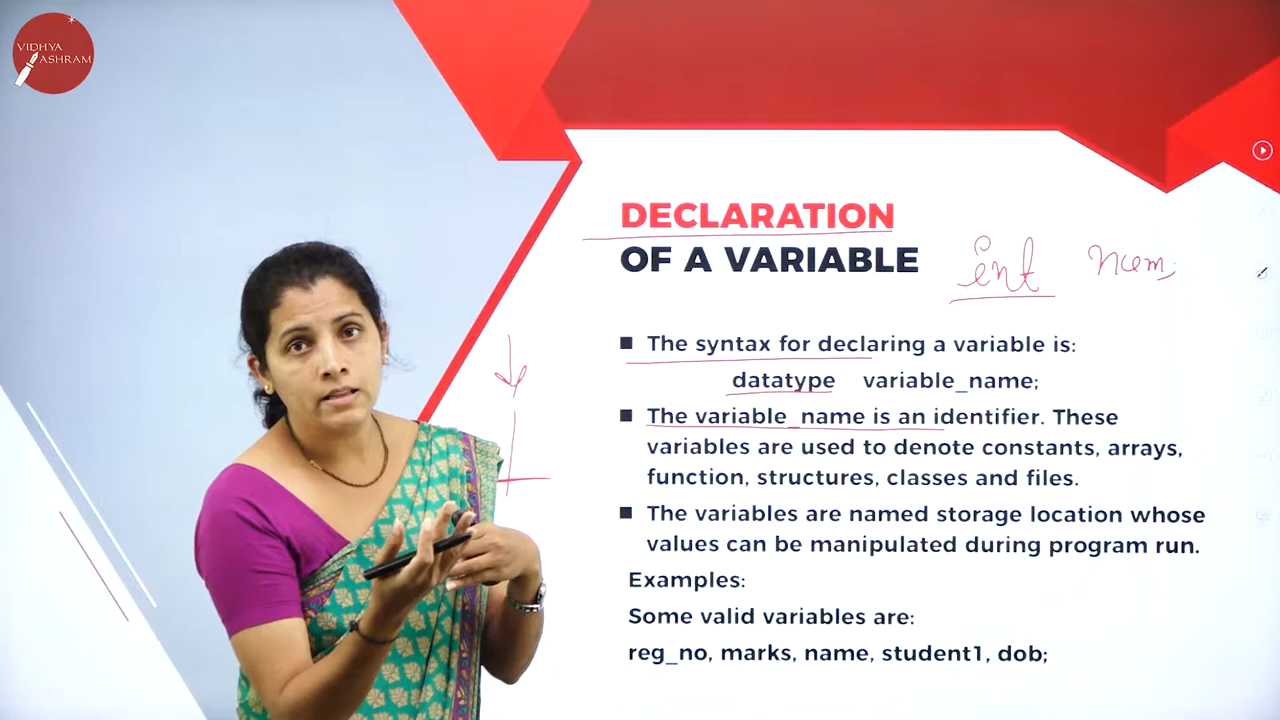 VIDHYA
ASHRAM
DECLARATION
OF A VARIABLE
int num;
■ The syntax for declaring a variable is:
datatype variable_name;
■ The variable_name is an identifier. These
variables are used to denote constants, arrays,
function, structures, classes and files.
■ The variables are named storage location whose
values can be manipulated during program run.
Examples:
Some valid variables are:
reg_no, marks, name, student1, dob;